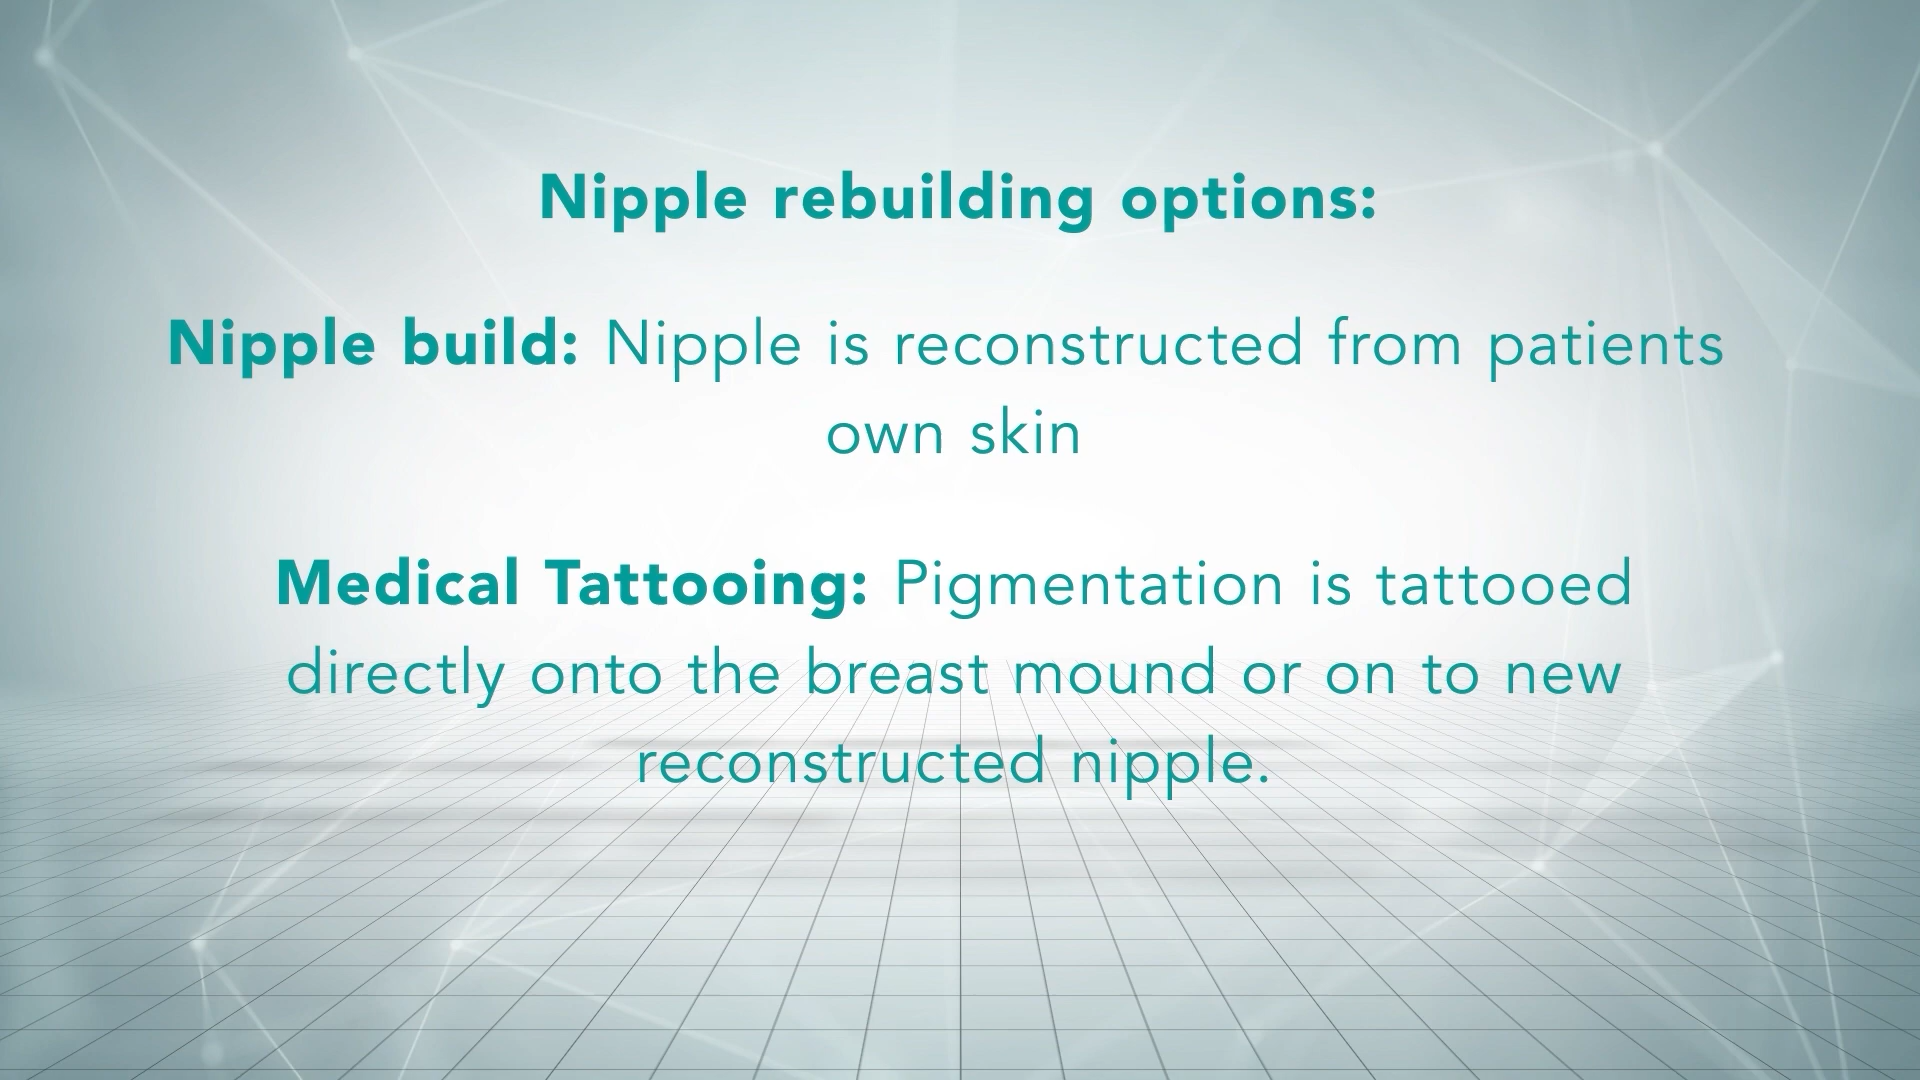 Nipple rebuilding options:
Nipple build: Nipple is reconstructed from patients
own skin
Medical Tattooing: Pigmentation is tattooed
directly onto the breast mound or on to new
reconstructed nipple.